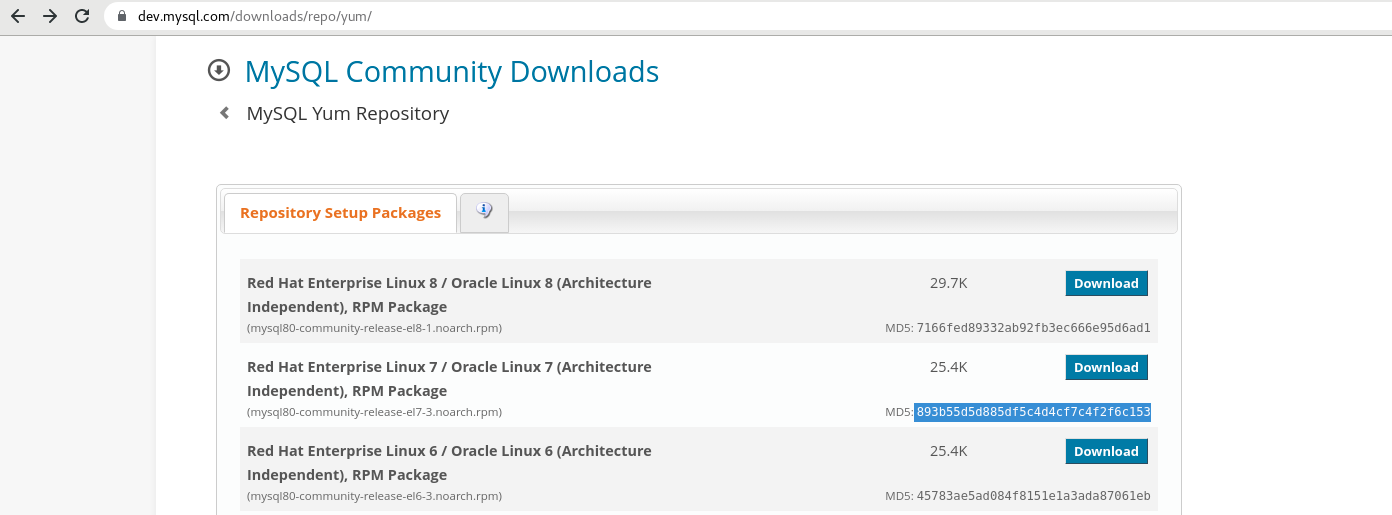 dev.mysql.com/downloads/repo/yum/
MySQL Community Downloads
MySQL Yum Repository
Repository Setup Packages
Red Hat Enterprise Linux 8 / Oracle Linux 8 (Architecture
Independent), RPM Package
29.7K
Download
(mysql80-community-release-el8-1.noarch.rpm)
MD5: 7166fed89332ab92fb3ec666e95d6ad1
Red Hat Enterprise Linux 7 / Oracle Linux 7 (Architecture
Independent), RPM Package
25.4K
Download
(mysql80-community-release-el7-3.noarch.rpm)
MD5: 893b55d5d885df5c4d4cf7c4f2f6c153
Red Hat Enterprise Linux 6 / Oracle Linux 6 (Architecture
Independent), RPM Package
25.4K
Download
(mysql80-community-release-el6-3.noarch.rpm)
MD5: 45783ae5ad084f8151e1a3ada87061eb